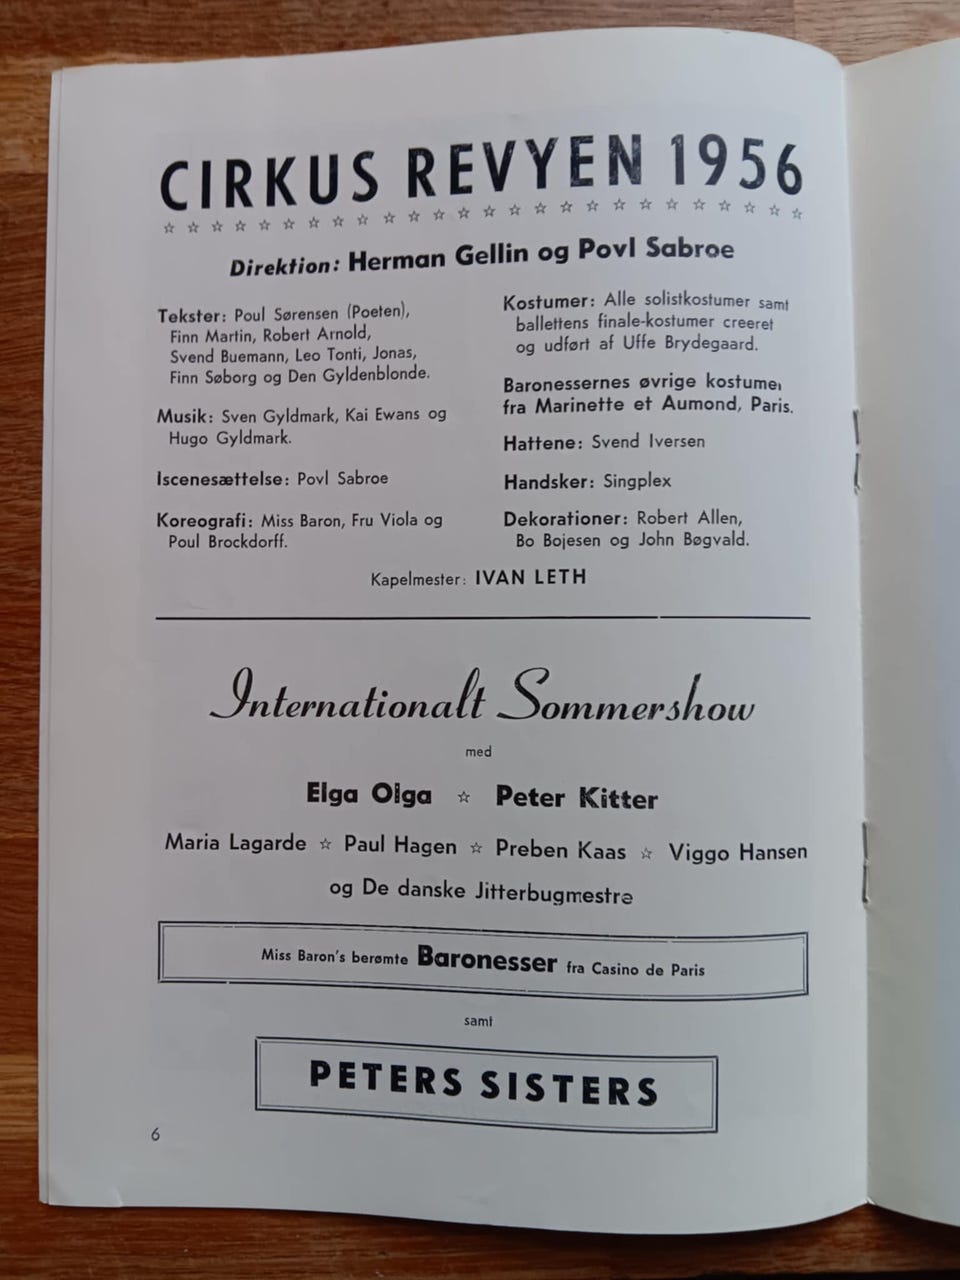 CIRKUS REVYEN 1956
☆ ☆ ☆ ☆ ☆ ☆ ☆ ☆ ☆ ☆ ☆ ☆ ☆ ☆ ☆ ☆ ☆ ☆ ☆ ☆ ☆ ☆ ☆ ☆ ☆ ☆
Direktion: Herman Gellin og Povl Sabroe
Tekster: Poul Sørensen (Poeten),
Finn Martin, Robert Arnold,
Svend Buemann, Leo Tonti, Jonas,
Finn Søborg og Den Gyldenblonde.
Musik: Sven Gyldmark, Kai Ewans og
Hugo Gyldmark.
Iscenesættelse: Povl Sabroe
Koreografi: Miss Baron, Fru Viola og
Poul Brockdorff.
Kostumer: Alle solistkostumer samt
ballettens finale-kostumer creeret
og udført af Uffe Brydegaard.
Baronessernes øvrige kostumer
fra Marinette et Aumond, Paris.
Hattene: Svend Iversen
Handsker: Singplex
Dekorationer: Robert Allen,
Bo Bojesen og John Bøgvald.
Kapelmester: IVAN LETH
Internationalt Sommershow
med
Elga Olga ☆ Peter Kitter
Maria Lagarde ☆ Paul Hagen ☆ Preben Kaas ☆ Viggo Hansen
og De danske Jitterbugmestre
Miss Baron's berømte Baronesser fra Casino de Paris
samt
PETERS SISTERS
6